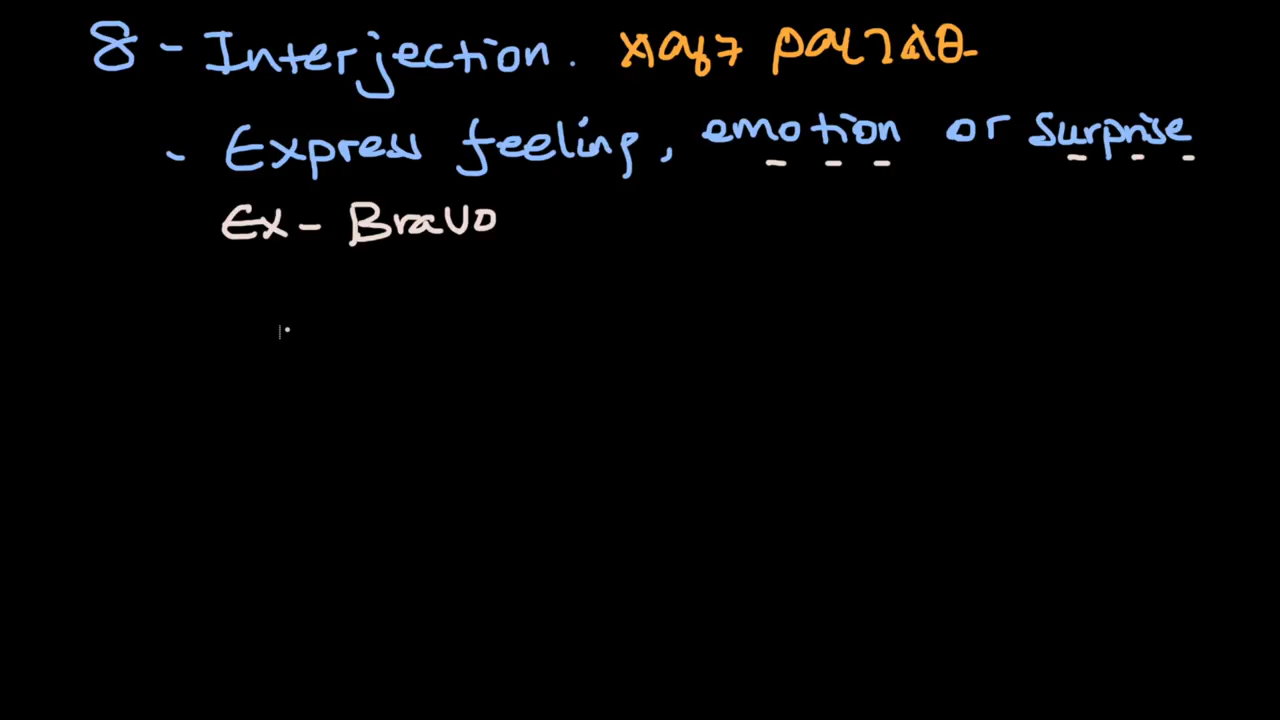 8 - Interjection.
- Express feeling, emotion or surprise
Ex - Bravo